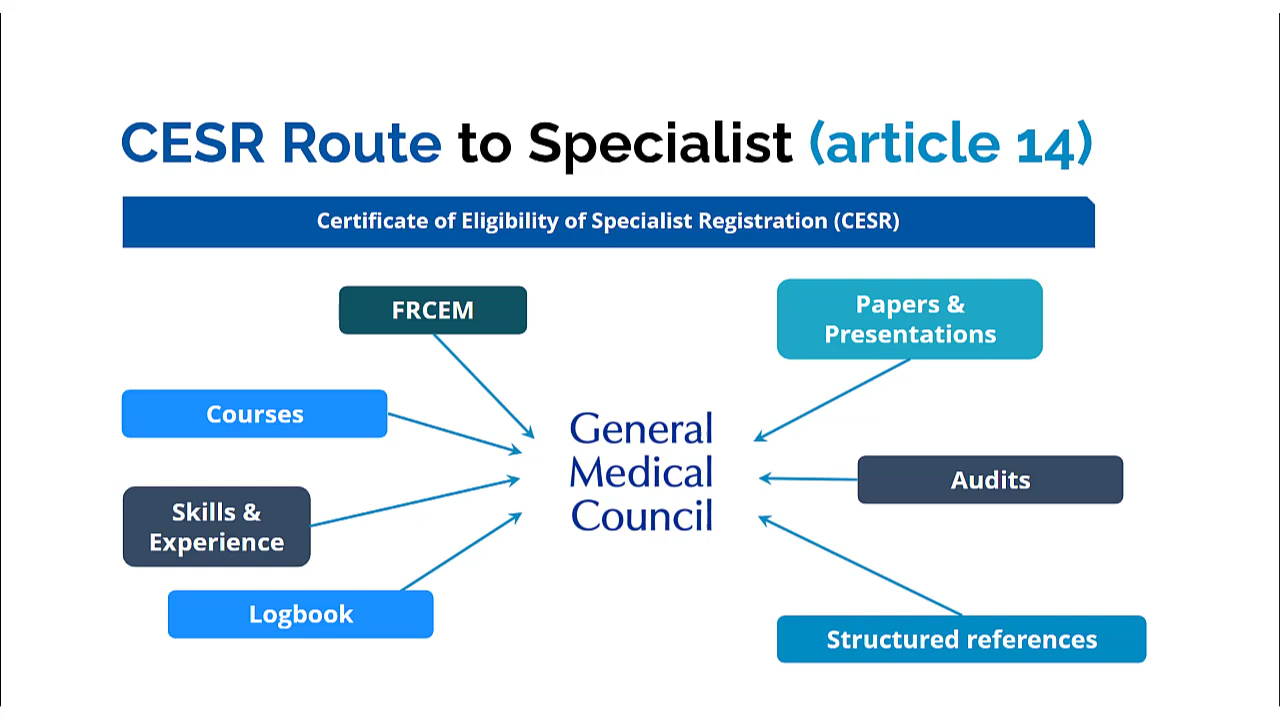 CESR Route to Specialist (article 14)
Certificate of Eligibility of Specialist Registration (CESR)
FRCEM
Papers &
Presentations
Courses
General
Medical
Council
Audits
Skills &
Experience
Logbook
Structured references